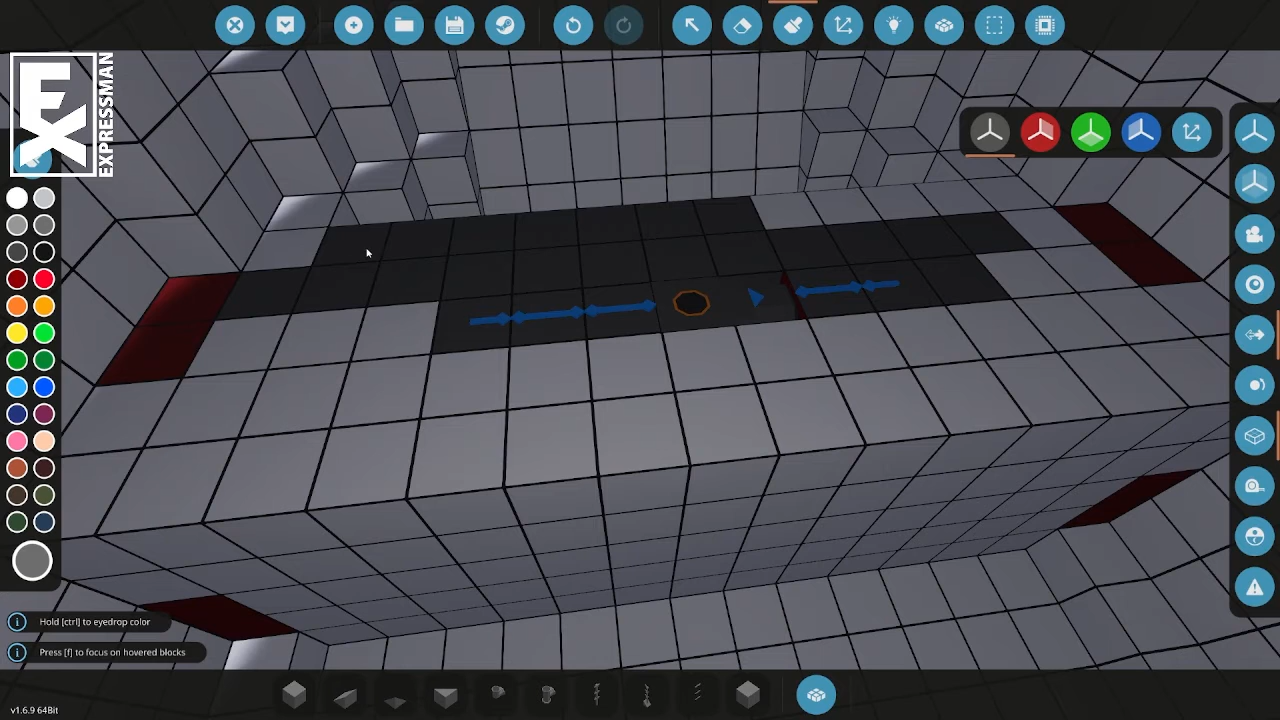 EX
EXPRESSMAN
Hold [ctrl] to eyedrop color
Press [f] to focus on hovered blocks
v1.6.9 64Bit